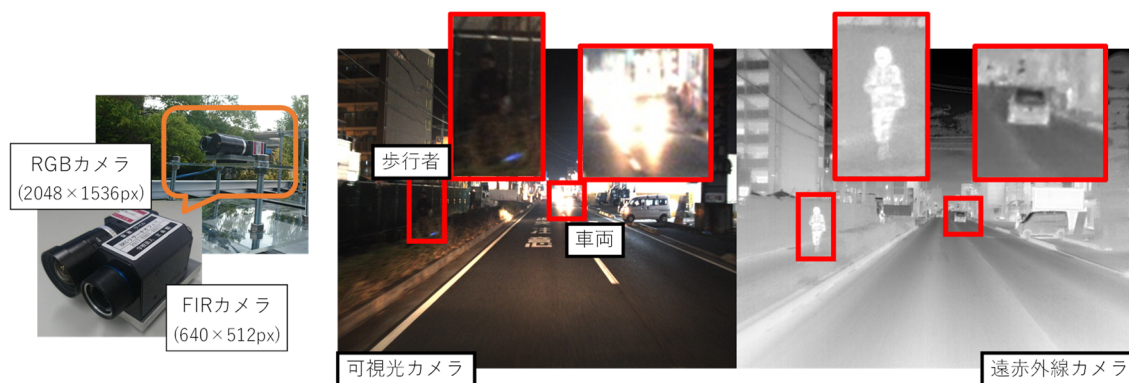 RGBカメラ
(2048×1536px)
FIRカメラ
(640×512px)
歩行者
車両
可視光カメラ
遠赤外線カメラ